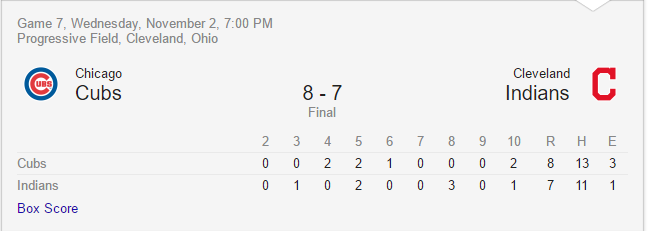 Game 7, Wednesday, November 2, 7:00 PM
Progressive Field, Cleveland, Ohio
Chicago
Cubs
CUBS
8 - 7
Final
Cleveland
Indians
C
2 3 4 5 6 7 8 9 10 R H E
Cubs 0 0 2 2 1 0 0 0 2 8 13 3
Indians 0 1 0 2 0 0 3 0 1 7 11 1
Box Score